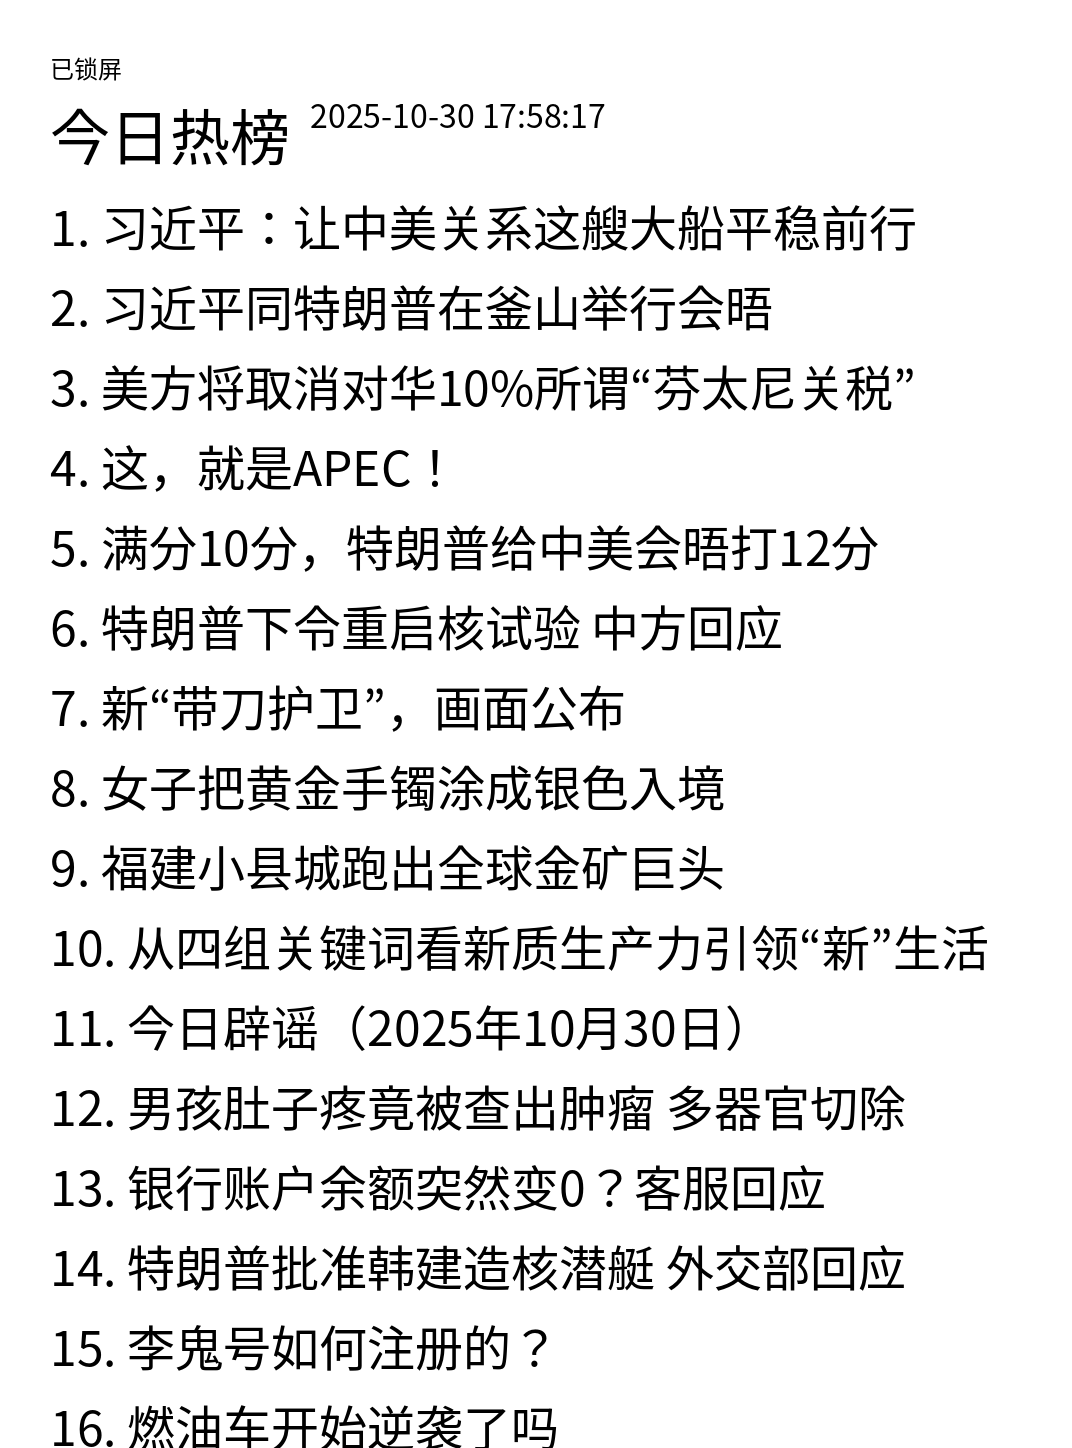 已锁屏
今日热榜 2025-10-30 17:58:17
1. 习近平：让中美关系这艘大船平稳前行
2. 习近平同特朗普在釜山举行会晤
3. 美方将取消对华10%所谓“芬太尼关税”
4. 这，就是APEC！
5. 满分10分，特朗普给中美会晤打12分
6. 特朗普下令重启核试验 中方回应
7. 新“带刀护卫”，画面公布
8. 女子把黄金手镯涂成银色入境
9. 福建小县城跑出全球金矿巨头
10. 从四组关键词看新质生产力引领“新”生活
11. 今日辟谣（2025年10月30日）
12. 男孩肚子疼竟被查出肿瘤 多器官切除
13. 银行账户余额突然变0？客服回应
14. 特朗普批准韩建造核潜艇 外交部回应
15. 李鬼号如何注册的？
16. 燃油车开始逆袭了吗